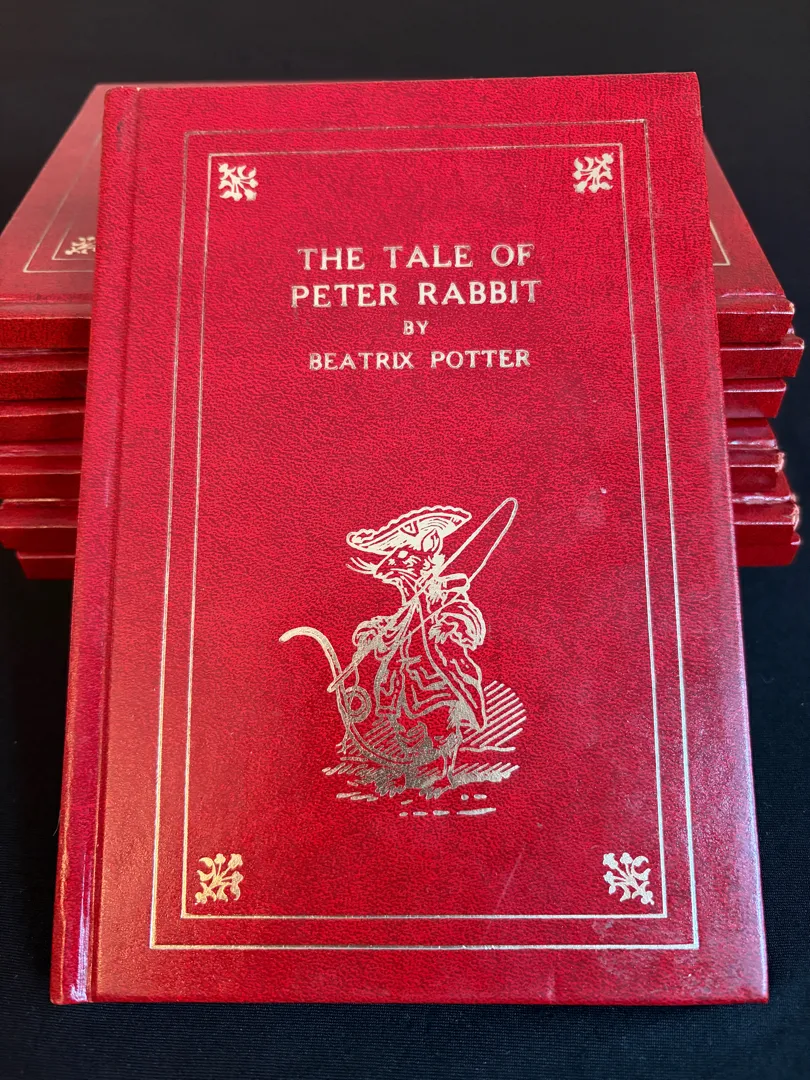 THE TALE OF
PETER RABBIT
BY
BEATRIX POTTER